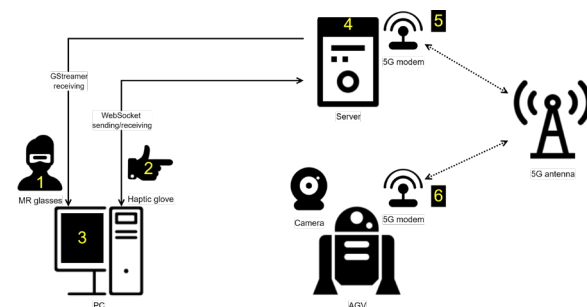 4
5
5G modem
GStreamer
receiving
WebSocket
sending/receiving
Server
5G antenna
1
2
MR glasses
Haptic glove
6
5G modem
Camera
3
PC
AGV